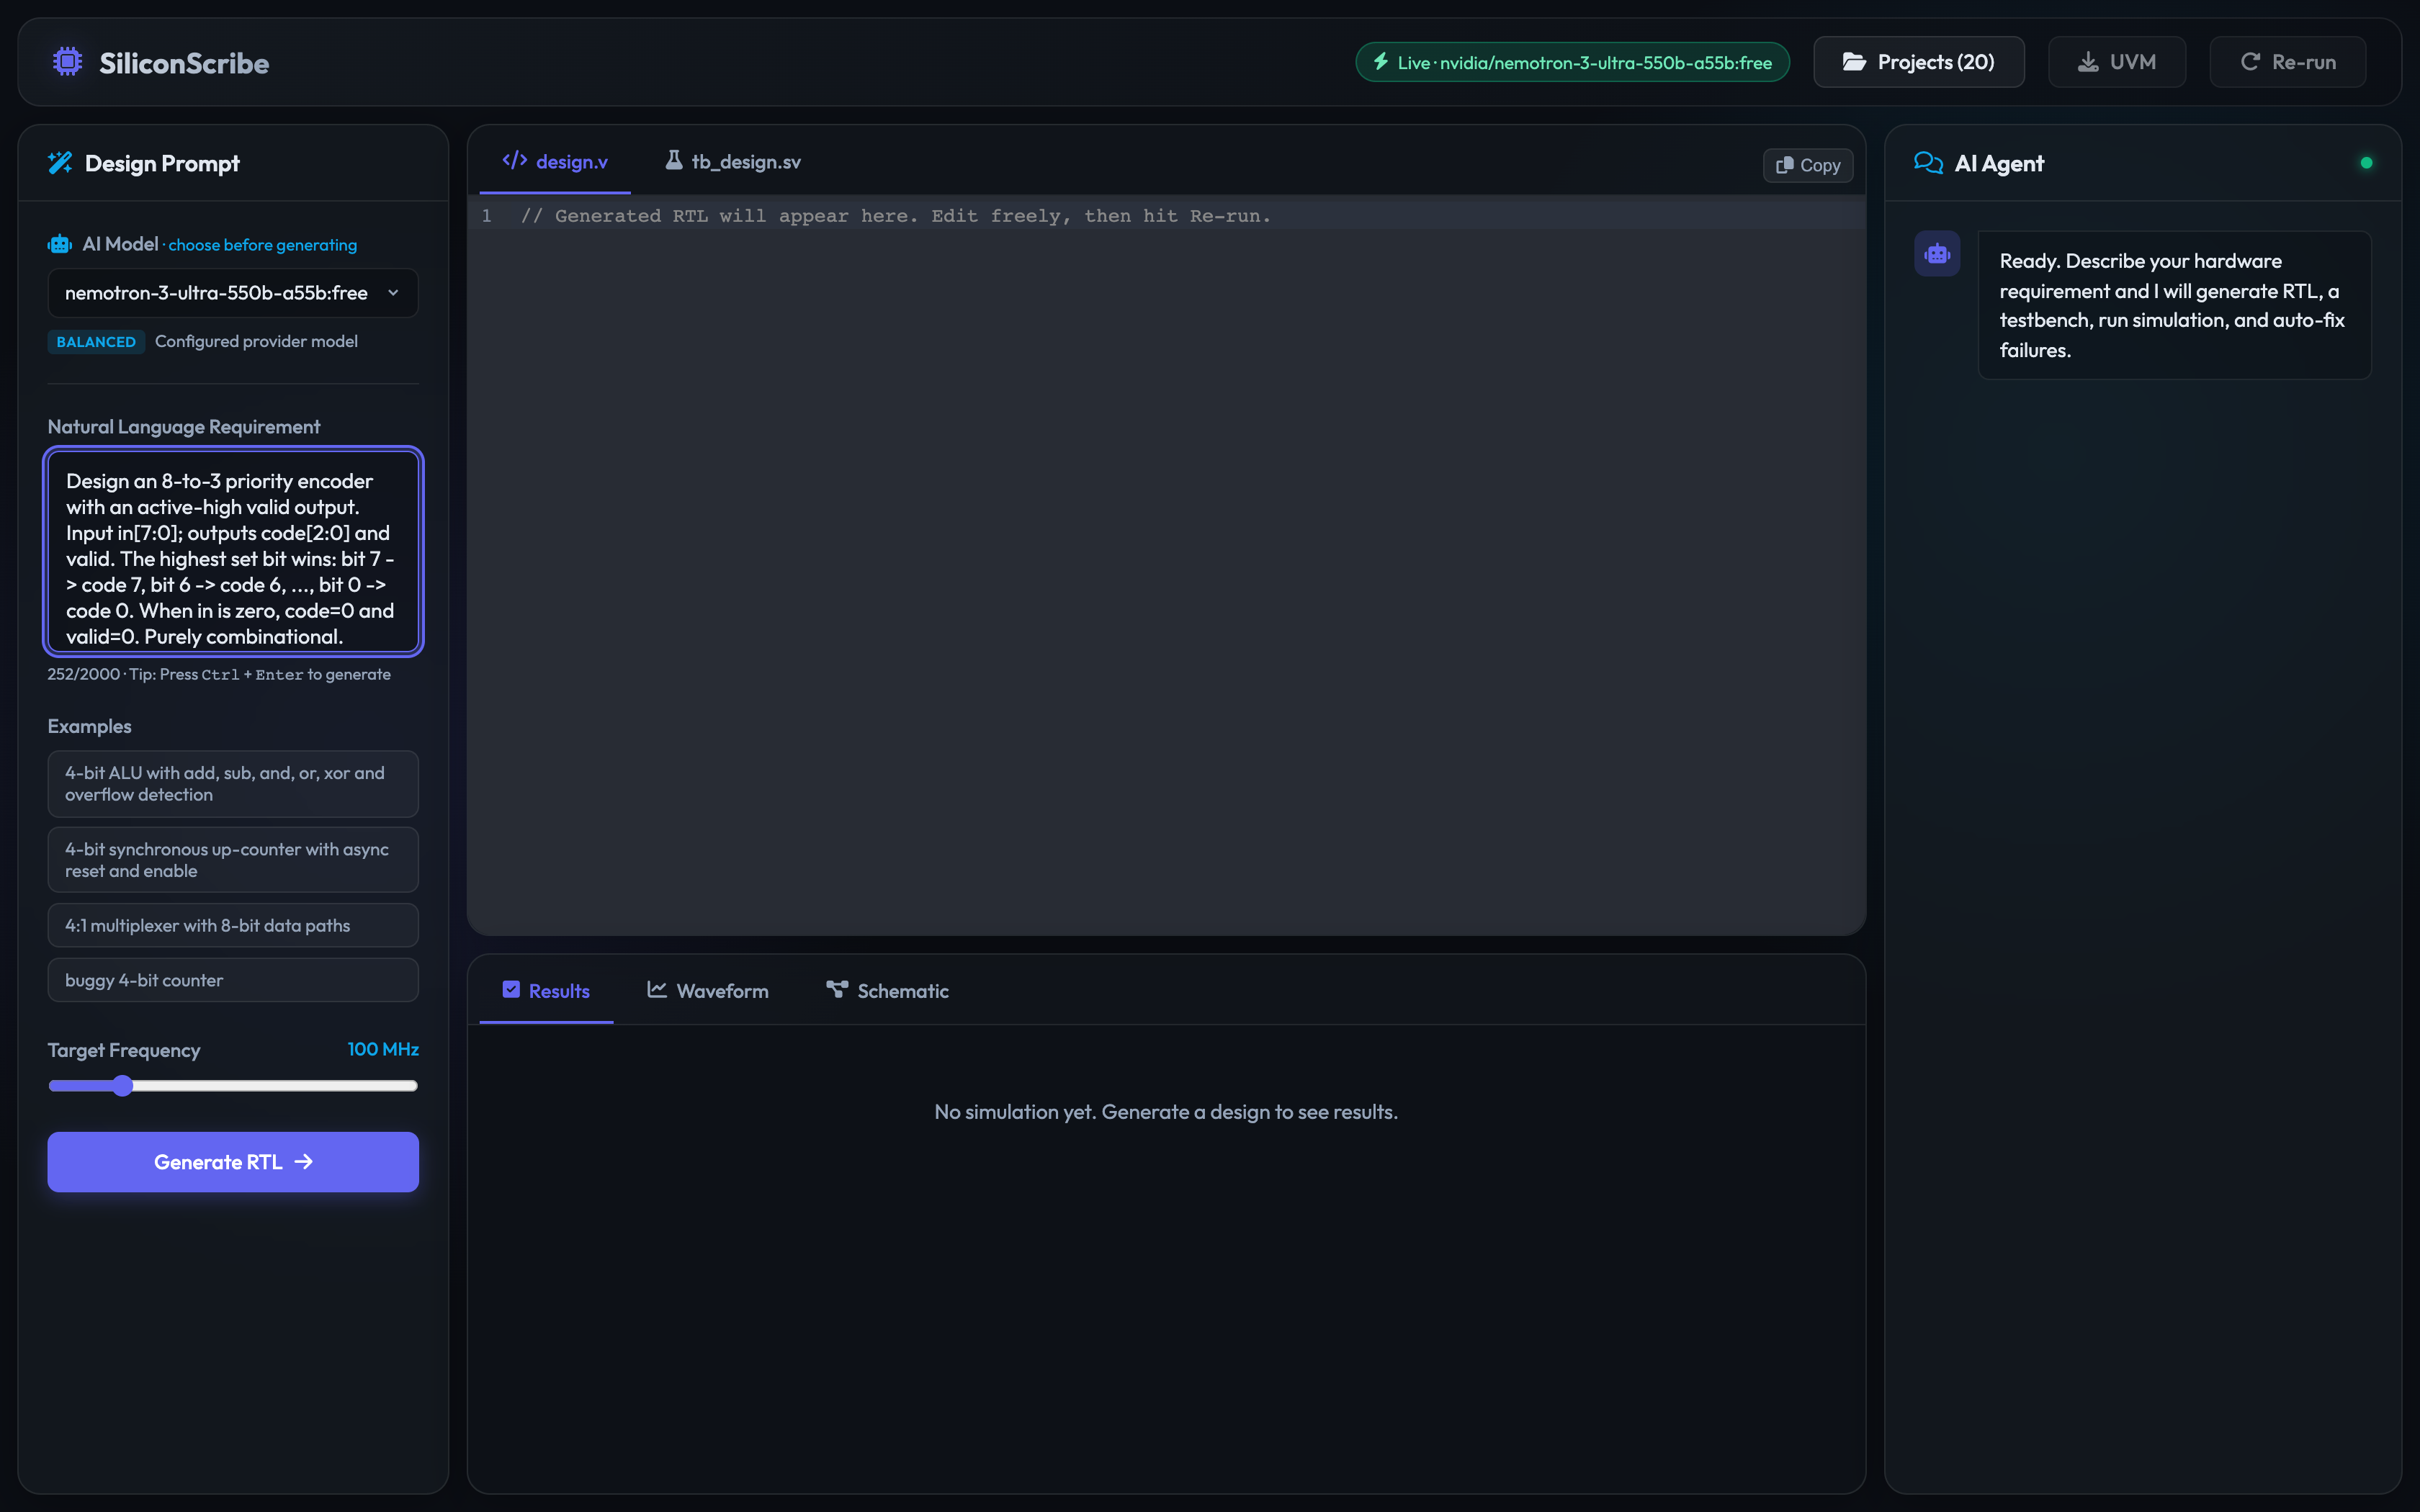 SiliconScribe
Live · nvidia/nemotron-3-ultra-550b-a55b:free
Projects (20)
UVM
Re-run
Design Prompt
AI Model · choose before generating
nemotron-3-ultra-550b-a55b:free
BALANCED Configured provider model
Natural Language Requirement
Design an 8-to-3 priority encoder
with an active-high valid output.
Input in[7:0]; outputs code[2:0] and
valid. The highest set bit wins: bit 7 -
> code 7, bit 6 -> code 6, ..., bit 0 ->
code 0. When in is zero, code=0 and
valid=0. Purely combinational.
252/2000 · Tip: Press Ctrl + Enter to generate
Examples
4-bit ALU with add, sub, and, or, xor and
overflow detection
4-bit synchronous up-counter with async
reset and enable
4:1 multiplexer with 8-bit data paths
buggy 4-bit counter
Target Frequency 100 MHz
Generate RTL →
design.v
tb_design.sv
Copy
1 // Generated RTL will appear here. Edit freely, then hit Re-run.
Results
Waveform
Schematic
No simulation yet. Generate a design to see results.
AI Agent
Ready. Describe your hardware
requirement and I will generate RTL, a
testbench, run simulation, and auto-fix
failures.